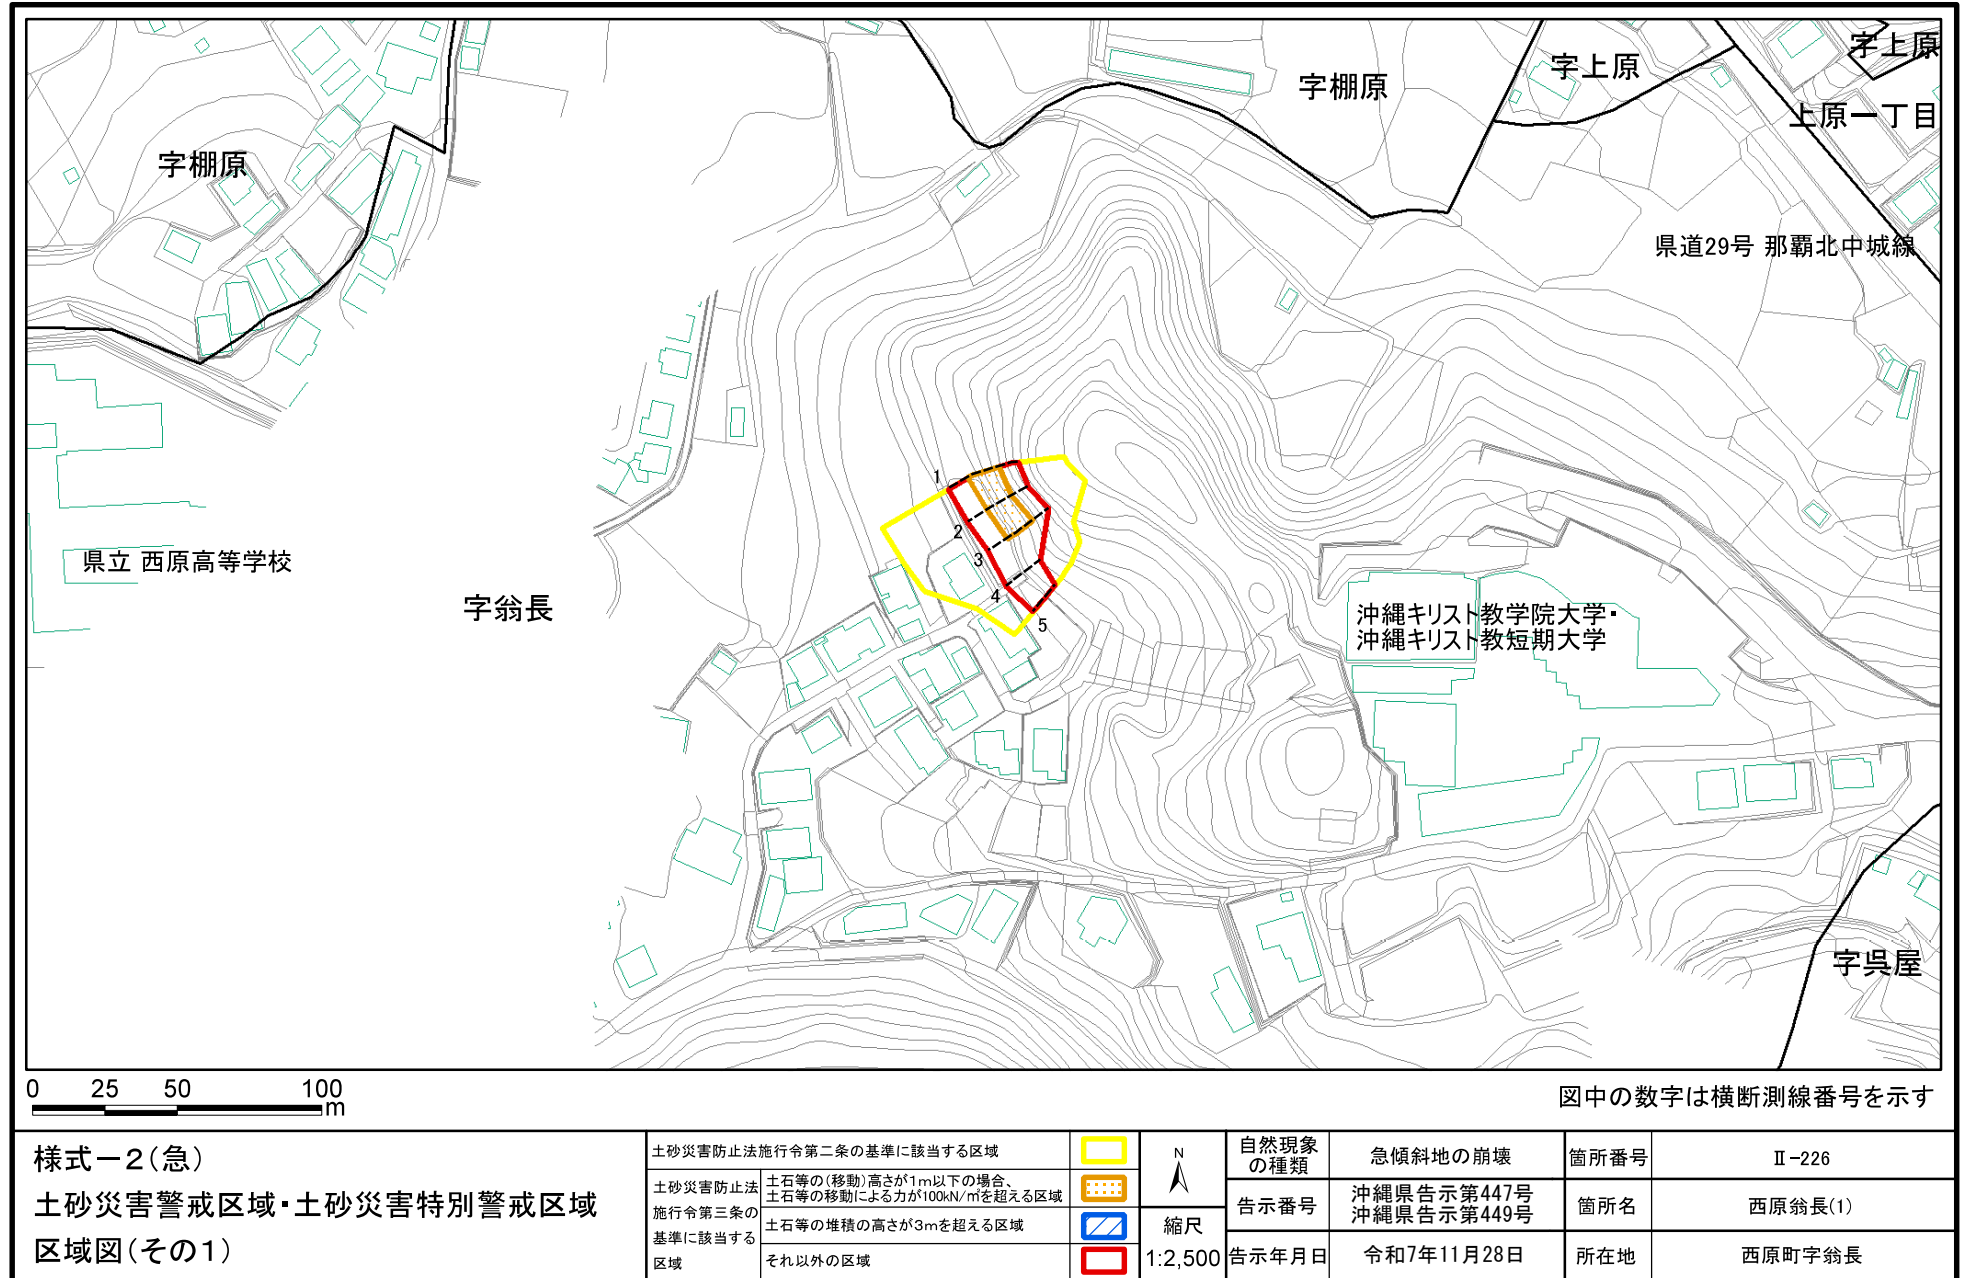 字棚原
字上原
字上原
上原一丁目
字棚原
県道29号 那覇北中城線
県立 西原高等学校
字翁長
1
2
3
4
5
沖縄キリスト教学院大学・
沖縄キリスト教短期大学
字呉屋
0 25 50 100
m
図中の数字は横断測線番号を示す
様式－2(急)
土砂災害警戒区域・土砂災害特別警戒区域
区域図(その1)
土砂災害防止法施行令第二条の基準に該当する区域
土砂災害防止法
施行令第三条の
基準に該当する
区域
土石等の(移動)高さが1m以下の場合、
土石等の移動による力が100kN/㎡を超える区域
土石等の堆積の高さが3mを超える区域
それ以外の区域
N
縮尺
1:2,500
自然現象
の種類
急傾斜地の崩壊
箇所番号
Ⅱ-226
告示番号
沖縄県告示第447号
沖縄県告示第449号
箇所名
西原翁長(1)
告示年月日
令和7年11月28日
所在地
西原町字翁長